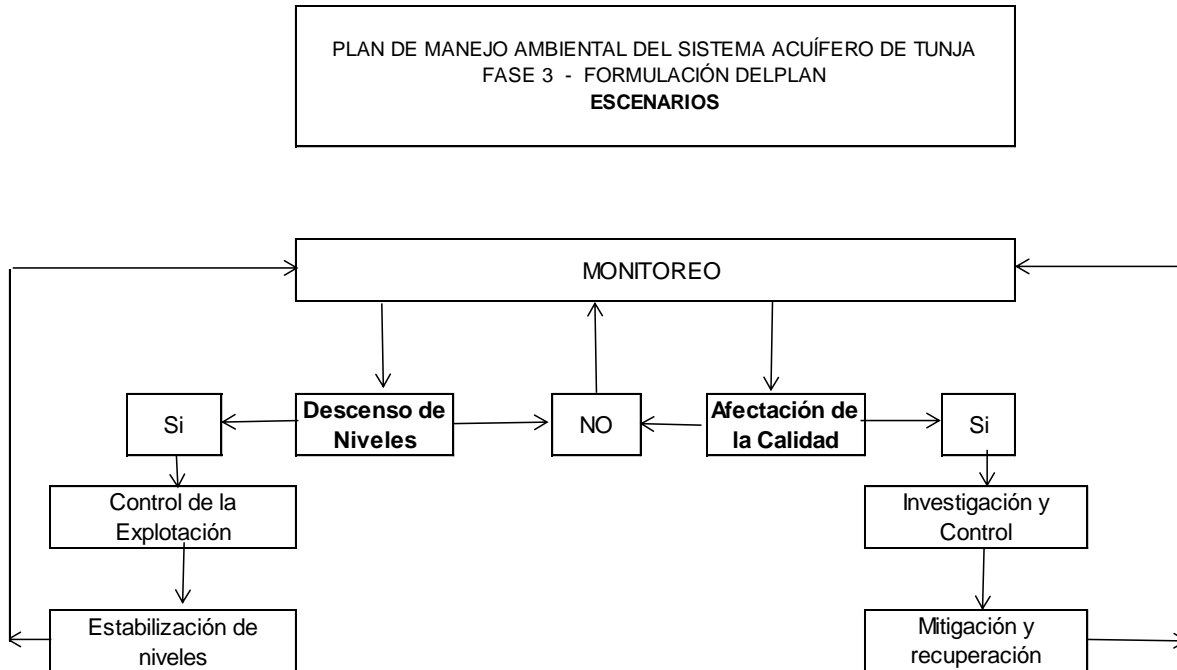 PLAN DE MANEJO AMBIENTAL DEL SISTEMA ACUÍFERO DE TUNJA
FASE 3 - FORMULACIÓN DELPLAN
ESCENARIOS
MONITOREO
Si
Descenso de
Niveles
NO
Afectación de
la Calidad
Si
Control de la
Explotación
Investigación y
Control
Estabilización de
niveles
Mitigación y
recuperación